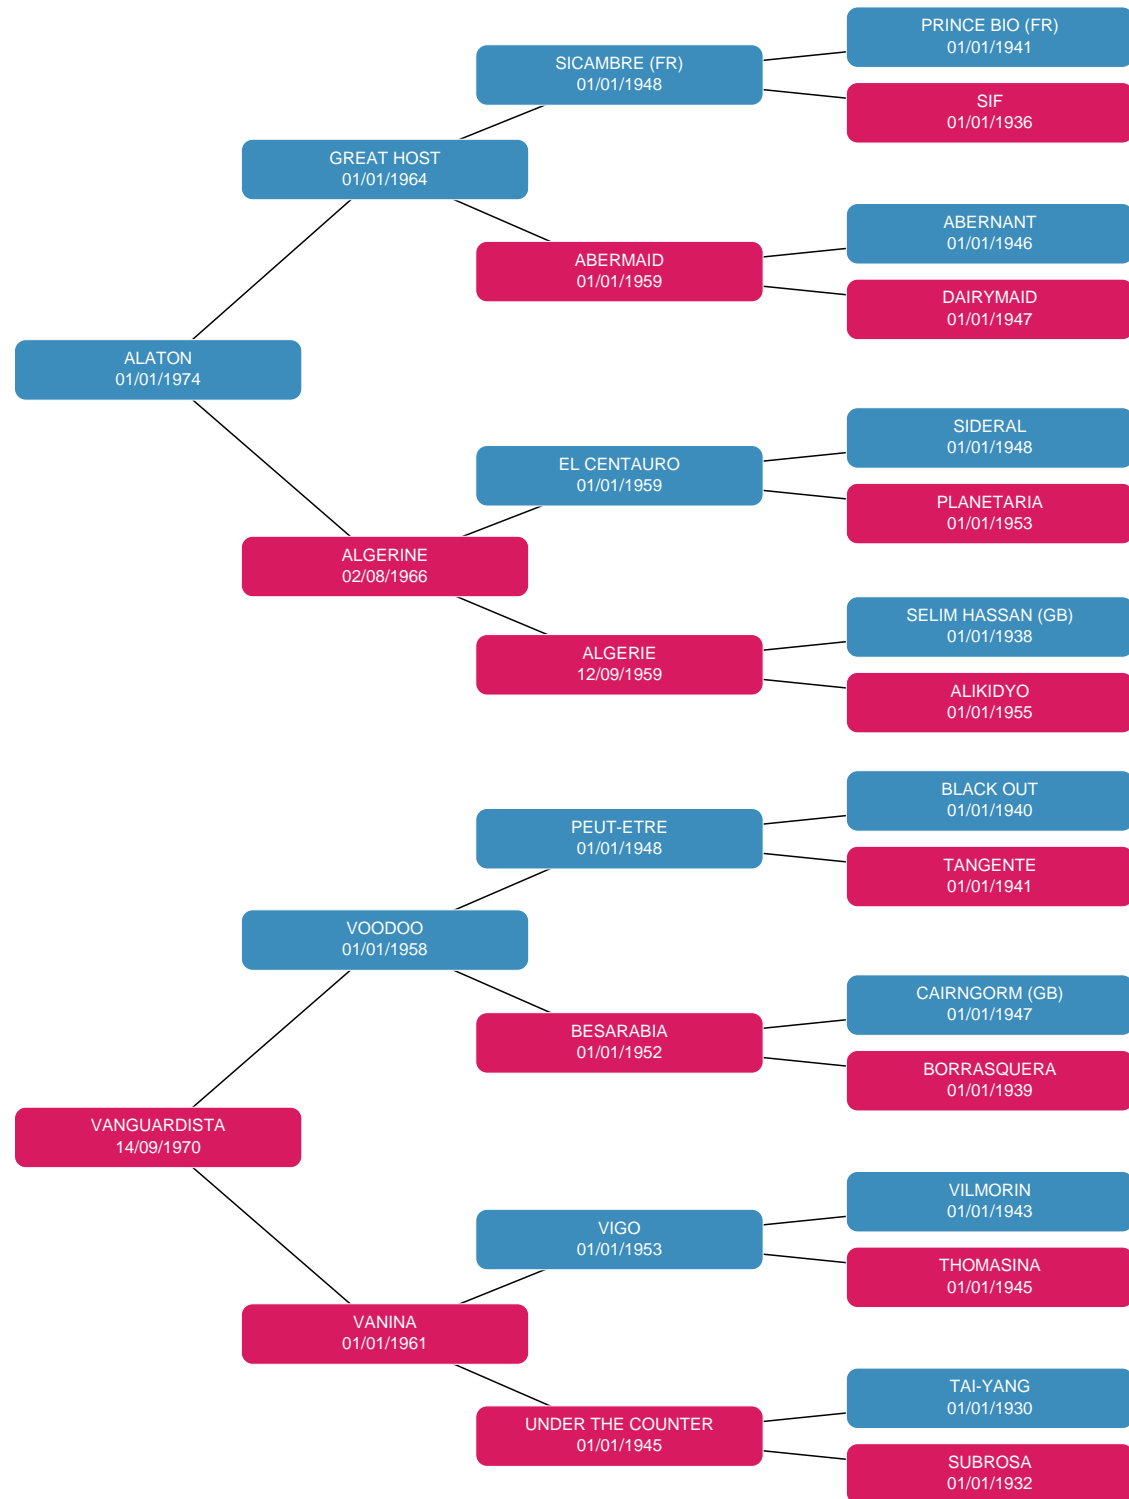 PRINCE BIO (FR)
01/01/1941
SICAMBRE (FR)
01/01/1948
SIF
01/01/1936
GREAT HOST
01/01/1964
ABERNANT
01/01/1946
ABERMAID
01/01/1959
DAIRYMAID
01/01/1947
ALATON
01/01/1974
SIDERAL
01/01/1948
EL CENTAURO
01/01/1959
PLANETARIA
01/01/1953
ALGERINE
02/08/1966
SELIM HASSAN (GB)
01/01/1938
ALGERIE
12/09/1959
ALIKIDYO
01/01/1955
BLACK OUT
01/01/1940
PEUT-ETRE
01/01/1948
TANGENTE
01/01/1941
VOODOO
01/01/1958
CAIRNGORM (GB)
01/01/1947
BESARABIA
01/01/1952
BORRASQUERA
01/01/1939
VANGUARDISTA
14/09/1970
VILMORIN
01/01/1943
VIGO
01/01/1953
THOMASINA
01/01/1945
VANINA
01/01/1961
TAI-YANG
01/01/1930
UNDER THE COUNTER
01/01/1945
SUBROSA
01/01/1932